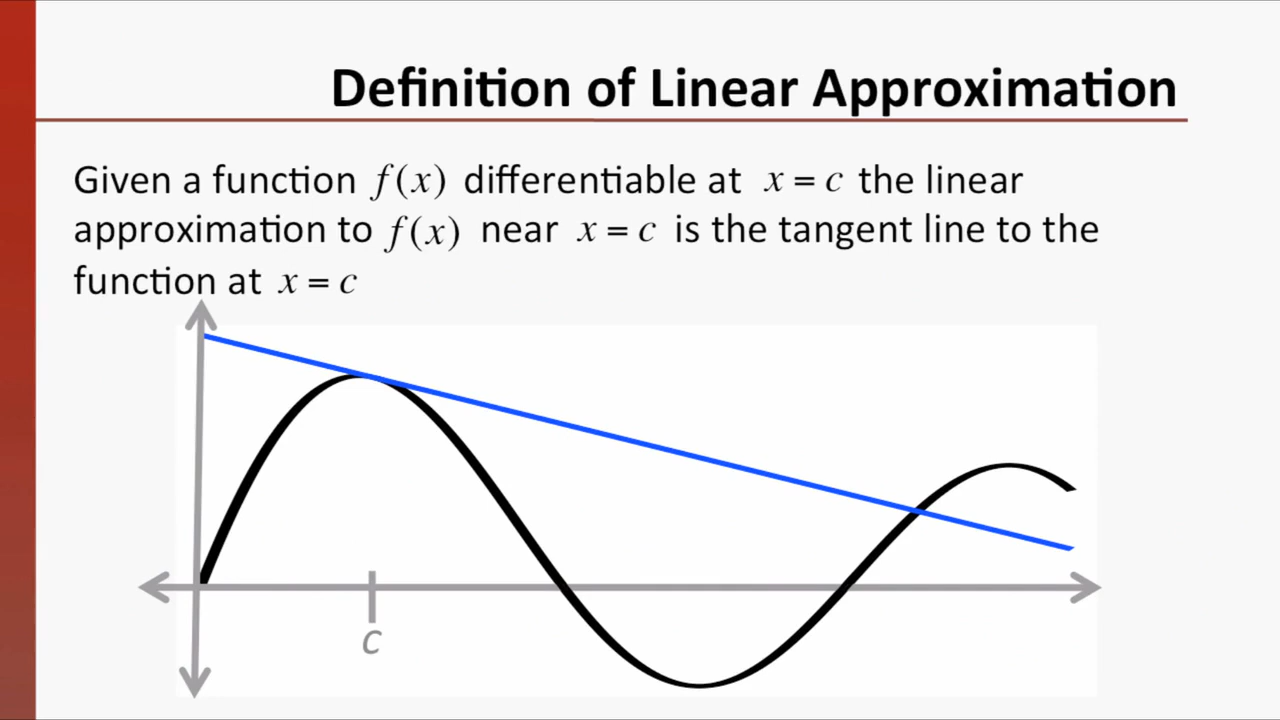 Definition of Linear Approximation
Given a function f(x) differentiable at x = c the linear
approximation to f(x) near x = c is the tangent line to the
function at x = c
c